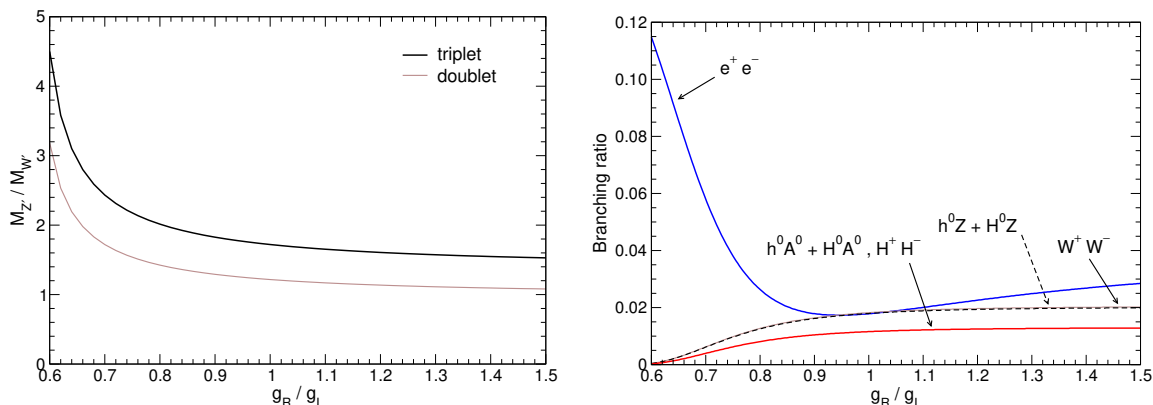 5
4
3
2
1
0
M_Z' / M_W'
triplet
doublet
0.6 0.7 0.8 0.9 1 1.1 1.2 1.3 1.4 1.5
g_R / g_L
0.12
0.10
0.08
0.06
0.04
0.02
0.00
Branching ratio
e⁺ e⁻
h⁰Z + H⁰Z
h⁰A⁰ + H⁰A⁰ , H⁺ H⁻
W⁺ W⁻
0.6 0.7 0.8 0.9 1 1.1 1.2 1.3 1.4 1.5
g_R / g_L